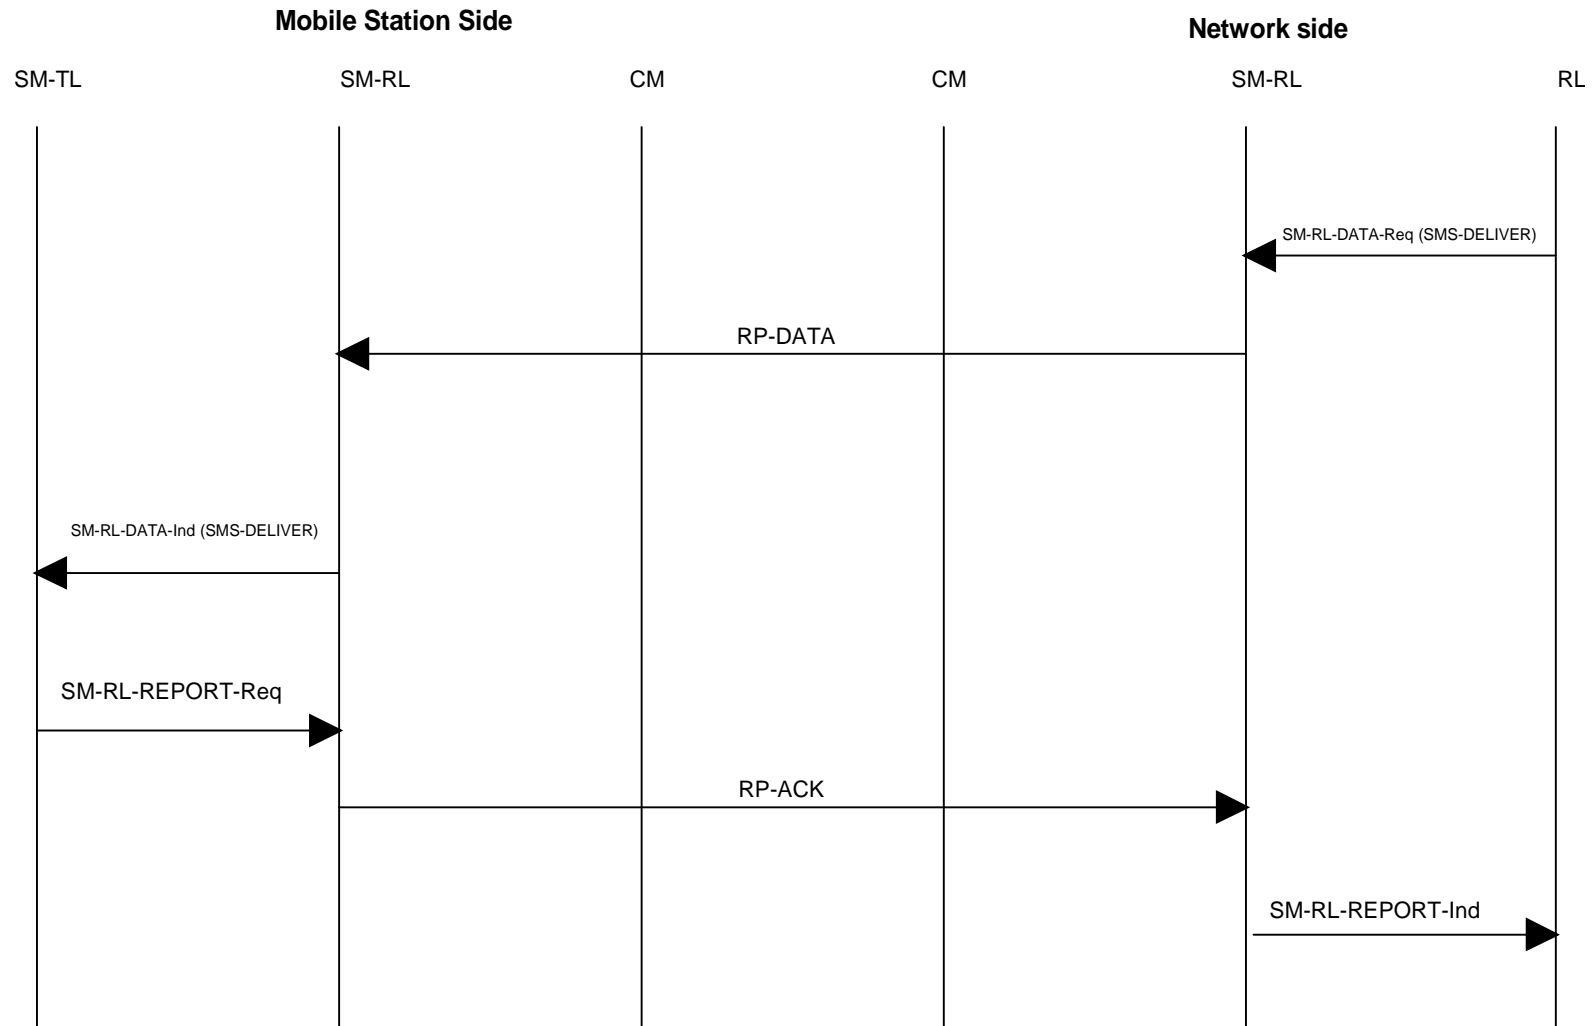 Mobile Station Side
Network side
SM-TL
SM-RL
CM
CM
SM-RL
RL
SM-RL-DATA-Req (SMS-DELIVER)
RP-DATA
SM-RL-DATA-Ind (SMS-DELIVER)
SM-RL-REPORT-Req
RP-ACK
SM-RL-REPORT-Ind